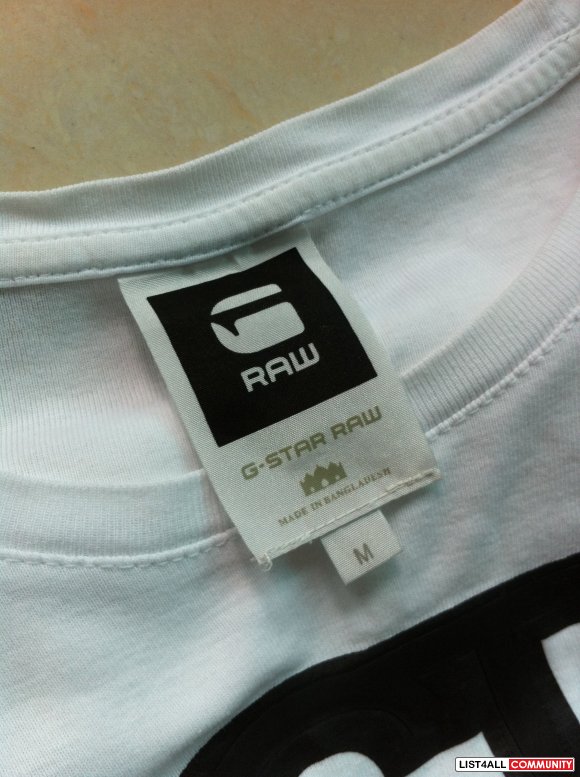 RAW
G-STAR RAW
MADE IN BANGLADESH
M
LIST4ALL COMMUNITY